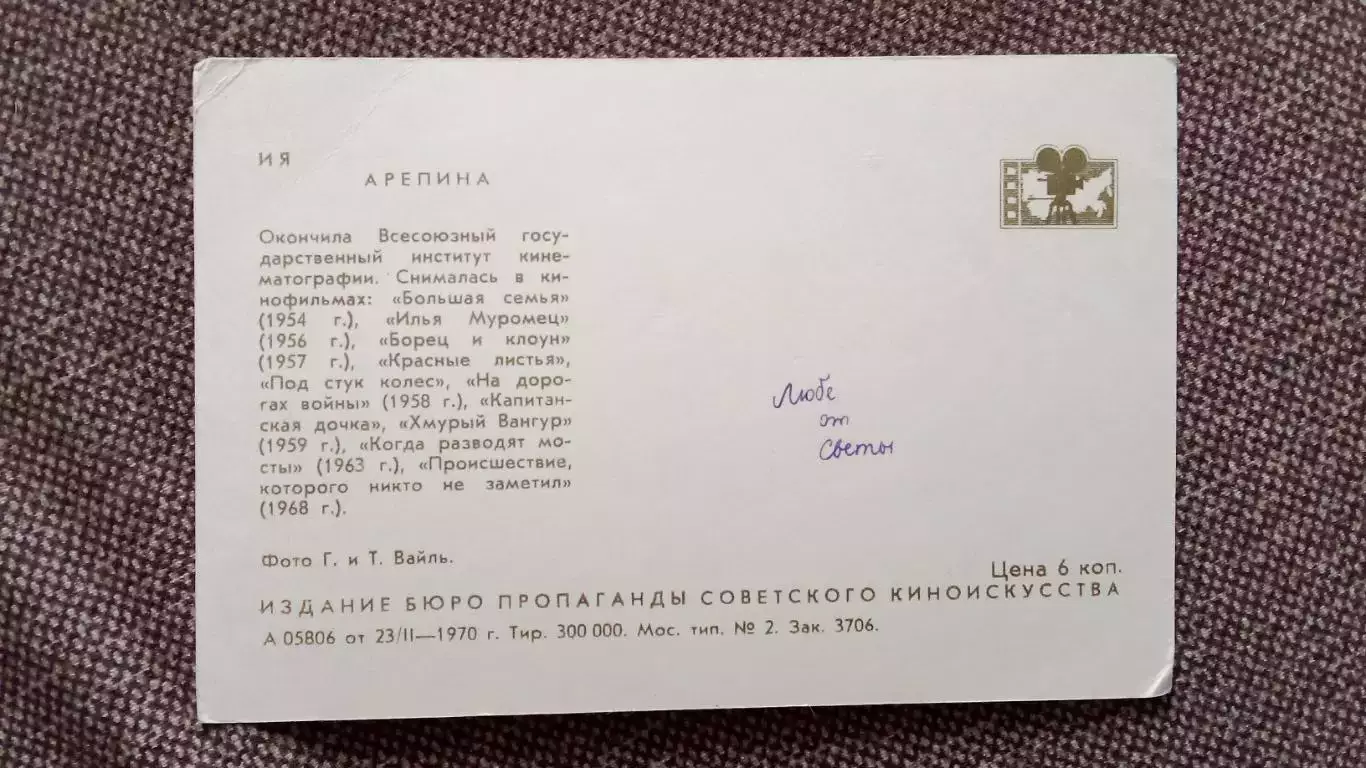 ИЯ
АРЕПИНА
Окончила Всесоюзный госу-
дарственный институт кине-
матографии. Снималась в ки-
нофильмах: «Большая семья»
(1954 г.), «Илья Муромец»
(1956 г.), «Борец и клоун»
(1957 г.), «Красные листья»,
«Под стук колес», «На доро-
гах войны» (1958 г.), «Капитан-
ская дочка», «Хмурый Вангур»
(1959 г.), «Когда разводят мо-
сты» (1963 г.), «Происшествие,
которого никто не заметил»
(1968 г.).
Любе
от
Светы
Фото Г. и Т. Вайль.
Цена 6 коп.
ИЗДАНИЕ БЮРО ПРОПАГАНДЫ СОВЕТСКОГО КИНОИСКУССТВА
А 05806 от 23/II—1970 г. Тир. 300 000. Мос. тип. № 2. Зак. 3706.